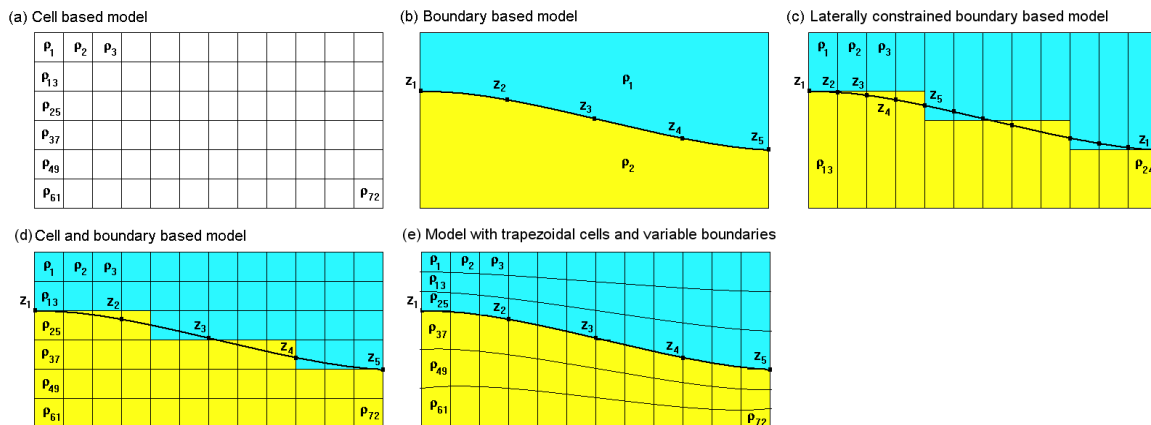 (a) Cell based model
(b) Boundary based model
(c) Laterally constrained boundary based model
ρ1 ρ2 ρ3
ρ13
ρ25
ρ37
ρ49
ρ61 ρ72
z1 z2 z3 z4 z5
ρ1
ρ2
ρ1 ρ2 ρ3
z1 z2 z3 z4 z5 z1
ρ13 ρ24
(d) Cell and boundary based model
(e) Model with trapezoidal cells and variable boundaries
ρ1 ρ2 ρ3
ρ13
z1 z2 z3 z4 z5
ρ25
ρ37
ρ49
ρ61 ρ72
ρ1 ρ2 ρ3
ρ13
ρ25
z1 z2 z3 z4 z5
ρ37
ρ49
ρ61 ρ72